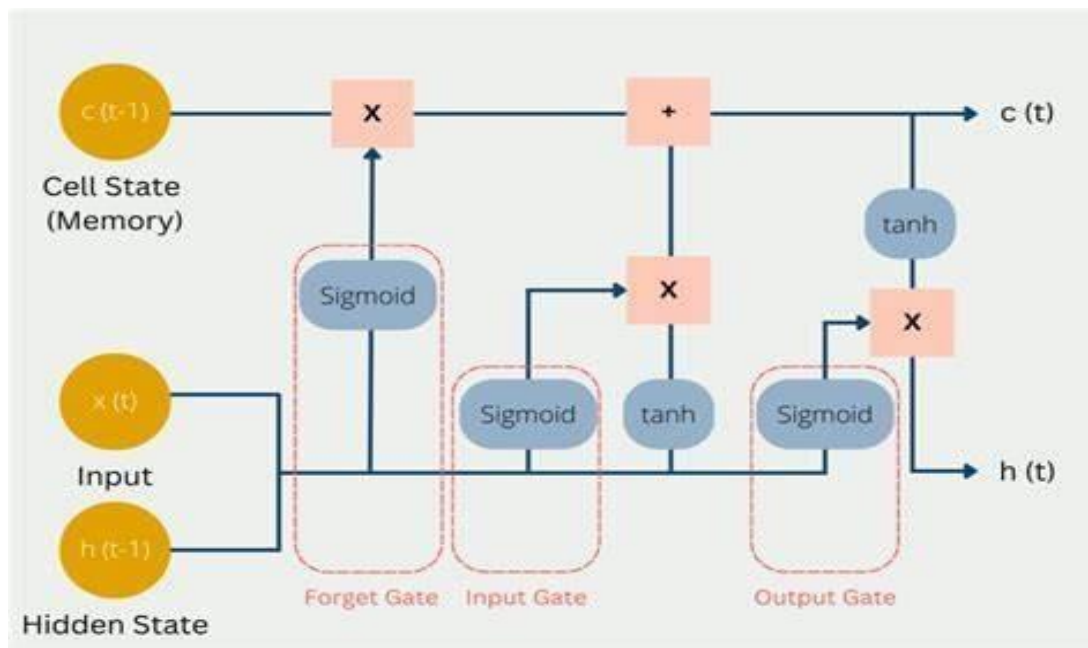 c (t-1)
X
+
c (t)
Cell State
(Memory)
tanh
Sigmoid
X
X
x (t)
Sigmoid
tanh
Sigmoid
Input
h (t)
h (t-1)
Forget Gate
Input Gate
Output Gate
Hidden State